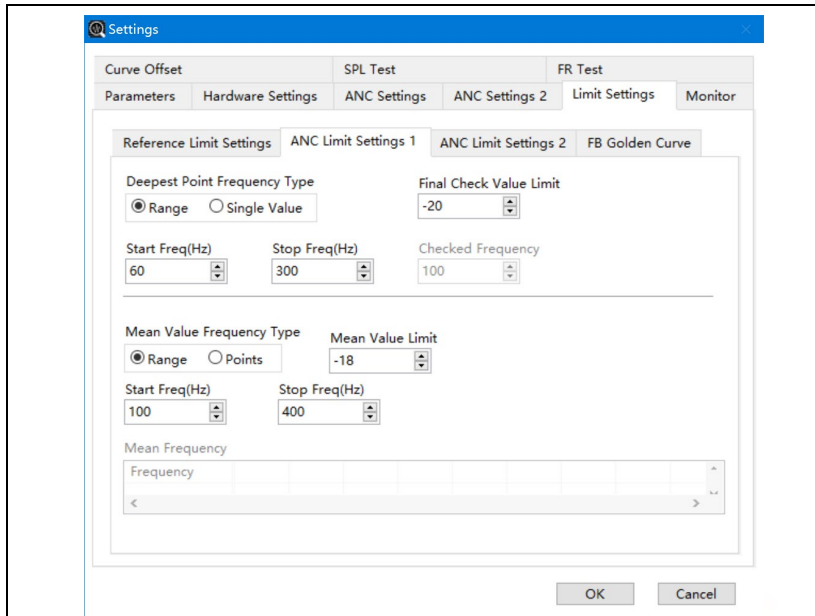 Settings
Curve Offset SPL Test FR Test
Parameters Hardware Settings ANC Settings ANC Settings 2 Limit Settings Monitor
Reference Limit Settings ANC Limit Settings 1 ANC Limit Settings 2 FB Golden Curve
Deepest Point Frequency Type Final Check Value Limit
Range Single Value -20
Start Freq(Hz) Stop Freq(Hz) Checked Frequency
60 300 100
Mean Value Frequency Type Mean Value Limit
Range Points -18
Start Freq(Hz) Stop Freq(Hz)
100 400
Mean Frequency
Frequency
OK Cancel